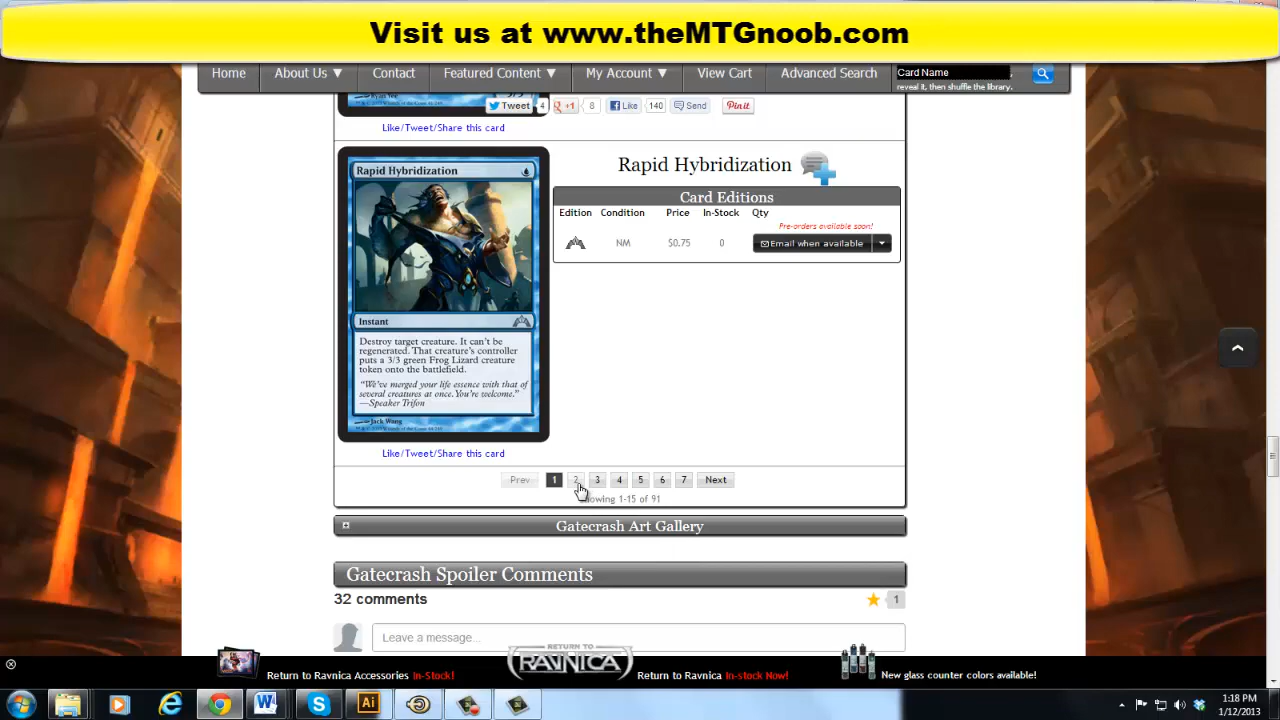 Visit us at www.theMTGnoob.com
Home About Us ▼ Contact Featured Content ▼ My Account ▼ View Cart Advanced Search Card Name
reveal it, then shuffle the library.
Tweet 4 +1 8 Like 140 Send Pin it
Like/Tweet/Share this card
Rapid Hybridization
Rapid Hybridization
Card Editions
Edition Condition Price In-Stock Qty
Pre-orders available soon!
NM $0.75 0 Email when available
Instant
Destroy target creature. It can't be
regenerated. That creature's controller
puts a 3/3 green Frog Lizard creature
token onto the battlefield.
"We've merged your life essence with that of
several creatures at once. You're welcome."
—Speaker Trifon
Jack Wang
Like/Tweet/Share this card
Prev 1 2 3 4 5 6 7 Next
Showing 1-15 of 91
Gatecrash Art Gallery
Gatecrash Spoiler Comments
32 comments 1
Leave a message...
Return to Ravnica Accessories In-Stock! RETURN TO RAVNICA Return to Ravnica In-stock Now! New glass counter colors available!
1:18 PM
1/12/2013